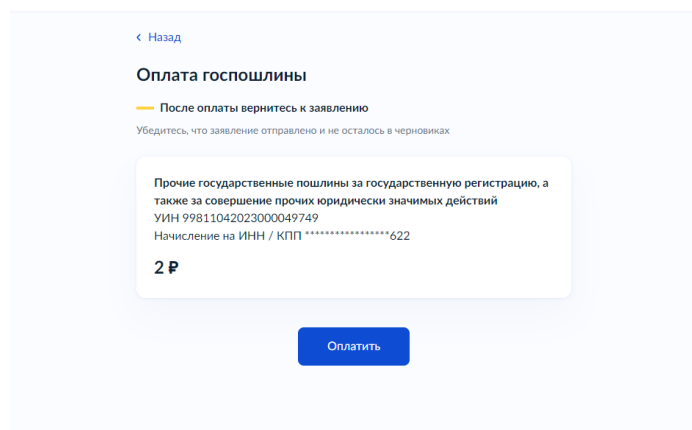 Назад
Оплата госпошлины
После оплаты вернитесь к заявлению
Убедитесь, что заявление отправлено и не осталось в черновиках
Прочие государственные пошлины за государственную регистрацию, а
также за совершение прочих юридически значимых действий
УИН 99811042023000049749
Начисление на ИНН / КПП *****************622
2 ₽
Оплатить